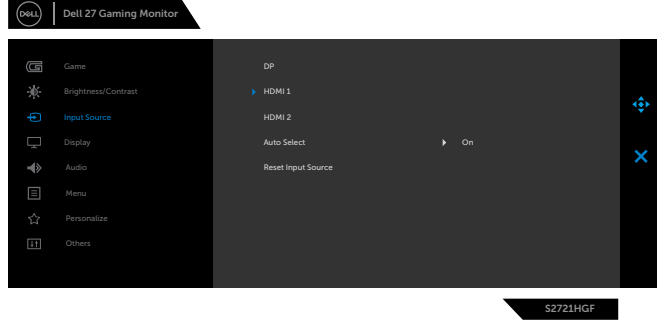 DELL Dell 27 Gaming Monitor
Game
DP
Brightness/Contrast
HDMI 1
Input Source
HDMI 2
Display
Auto Select On
Audio
Reset Input Source
Menu
Personalize
Others
S2721HGF